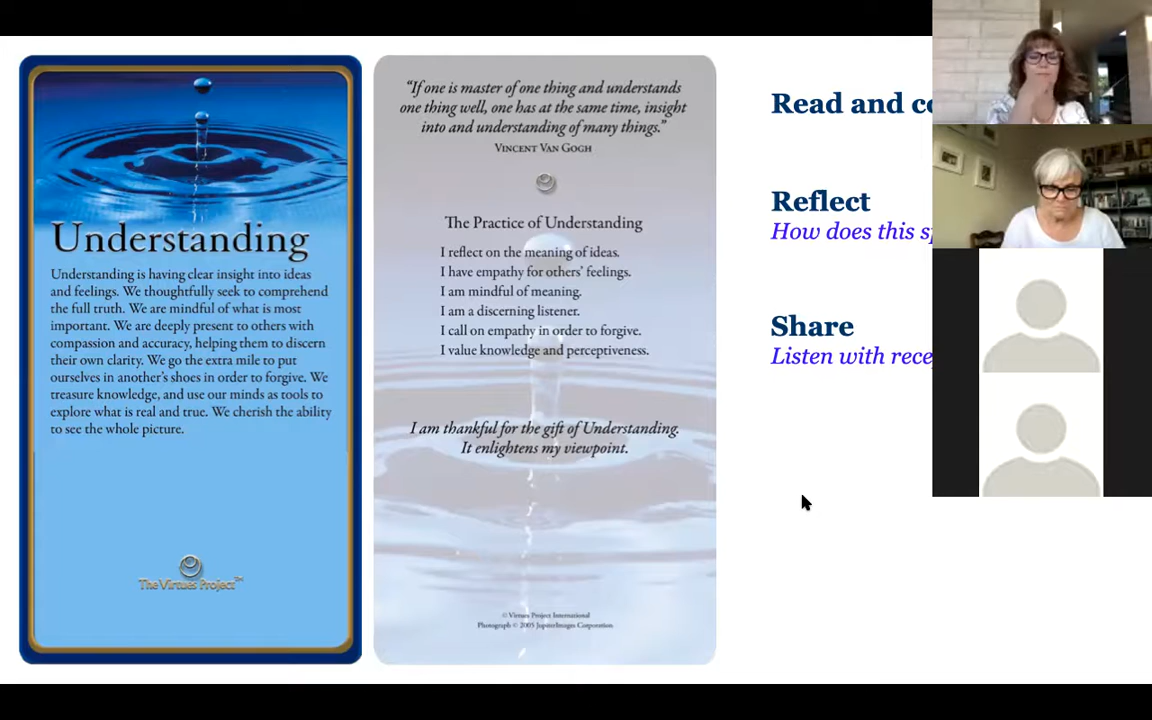 Understanding
Understanding is having clear insight into ideas
and feelings. We thoughtfully seek to comprehend
the full truth. We are mindful of what is most
important. We are deeply present to others with
compassion and accuracy, helping them to discern
their own clarity. We go the extra mile to put
ourselves in another's shoes in order to forgive. We
treasure knowledge, and use our minds as tools to
explore what is real and true. We cherish the ability
to see the whole picture.
The Virtues Project™
“If one is master of one thing and understands
one thing well, one has at the same time, insight
into and understanding of many things.”
Vincent Van Gogh
The Practice of Understanding
I reflect on the meaning of ideas.
I have empathy for others' feelings.
I am mindful of meaning.
I am a discerning listener.
I call on empathy in order to forgive.
I value knowledge and perceptiveness.
I am thankful for the gift of Understanding.
It enlightens my viewpoint.
© Virtues Project International
Photograph © 2005 JupiterImages Corporation
Read and
Reflect
How does this
Share
Listen with